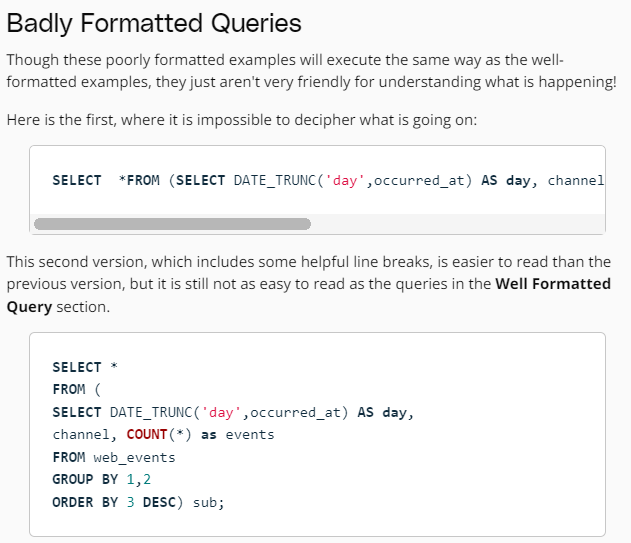 Badly Formatted Queries
Though these poorly formatted examples will execute the same way as the well-
formatted examples, they just aren't very friendly for understanding what is happening!
Here is the first, where it is impossible to decipher what is going on:
SELECT  *FROM (SELECT DATE_TRUNC('day',occurred_at) AS day, channel
This second version, which includes some helpful line breaks, is easier to read than the
previous version, but it is still not as easy to read as the queries in the Well Formatted
Query section.
SELECT *
FROM (
SELECT DATE_TRUNC('day',occurred_at) AS day,
channel, COUNT(*) as events
FROM web_events
GROUP BY 1,2
ORDER BY 3 DESC) sub;